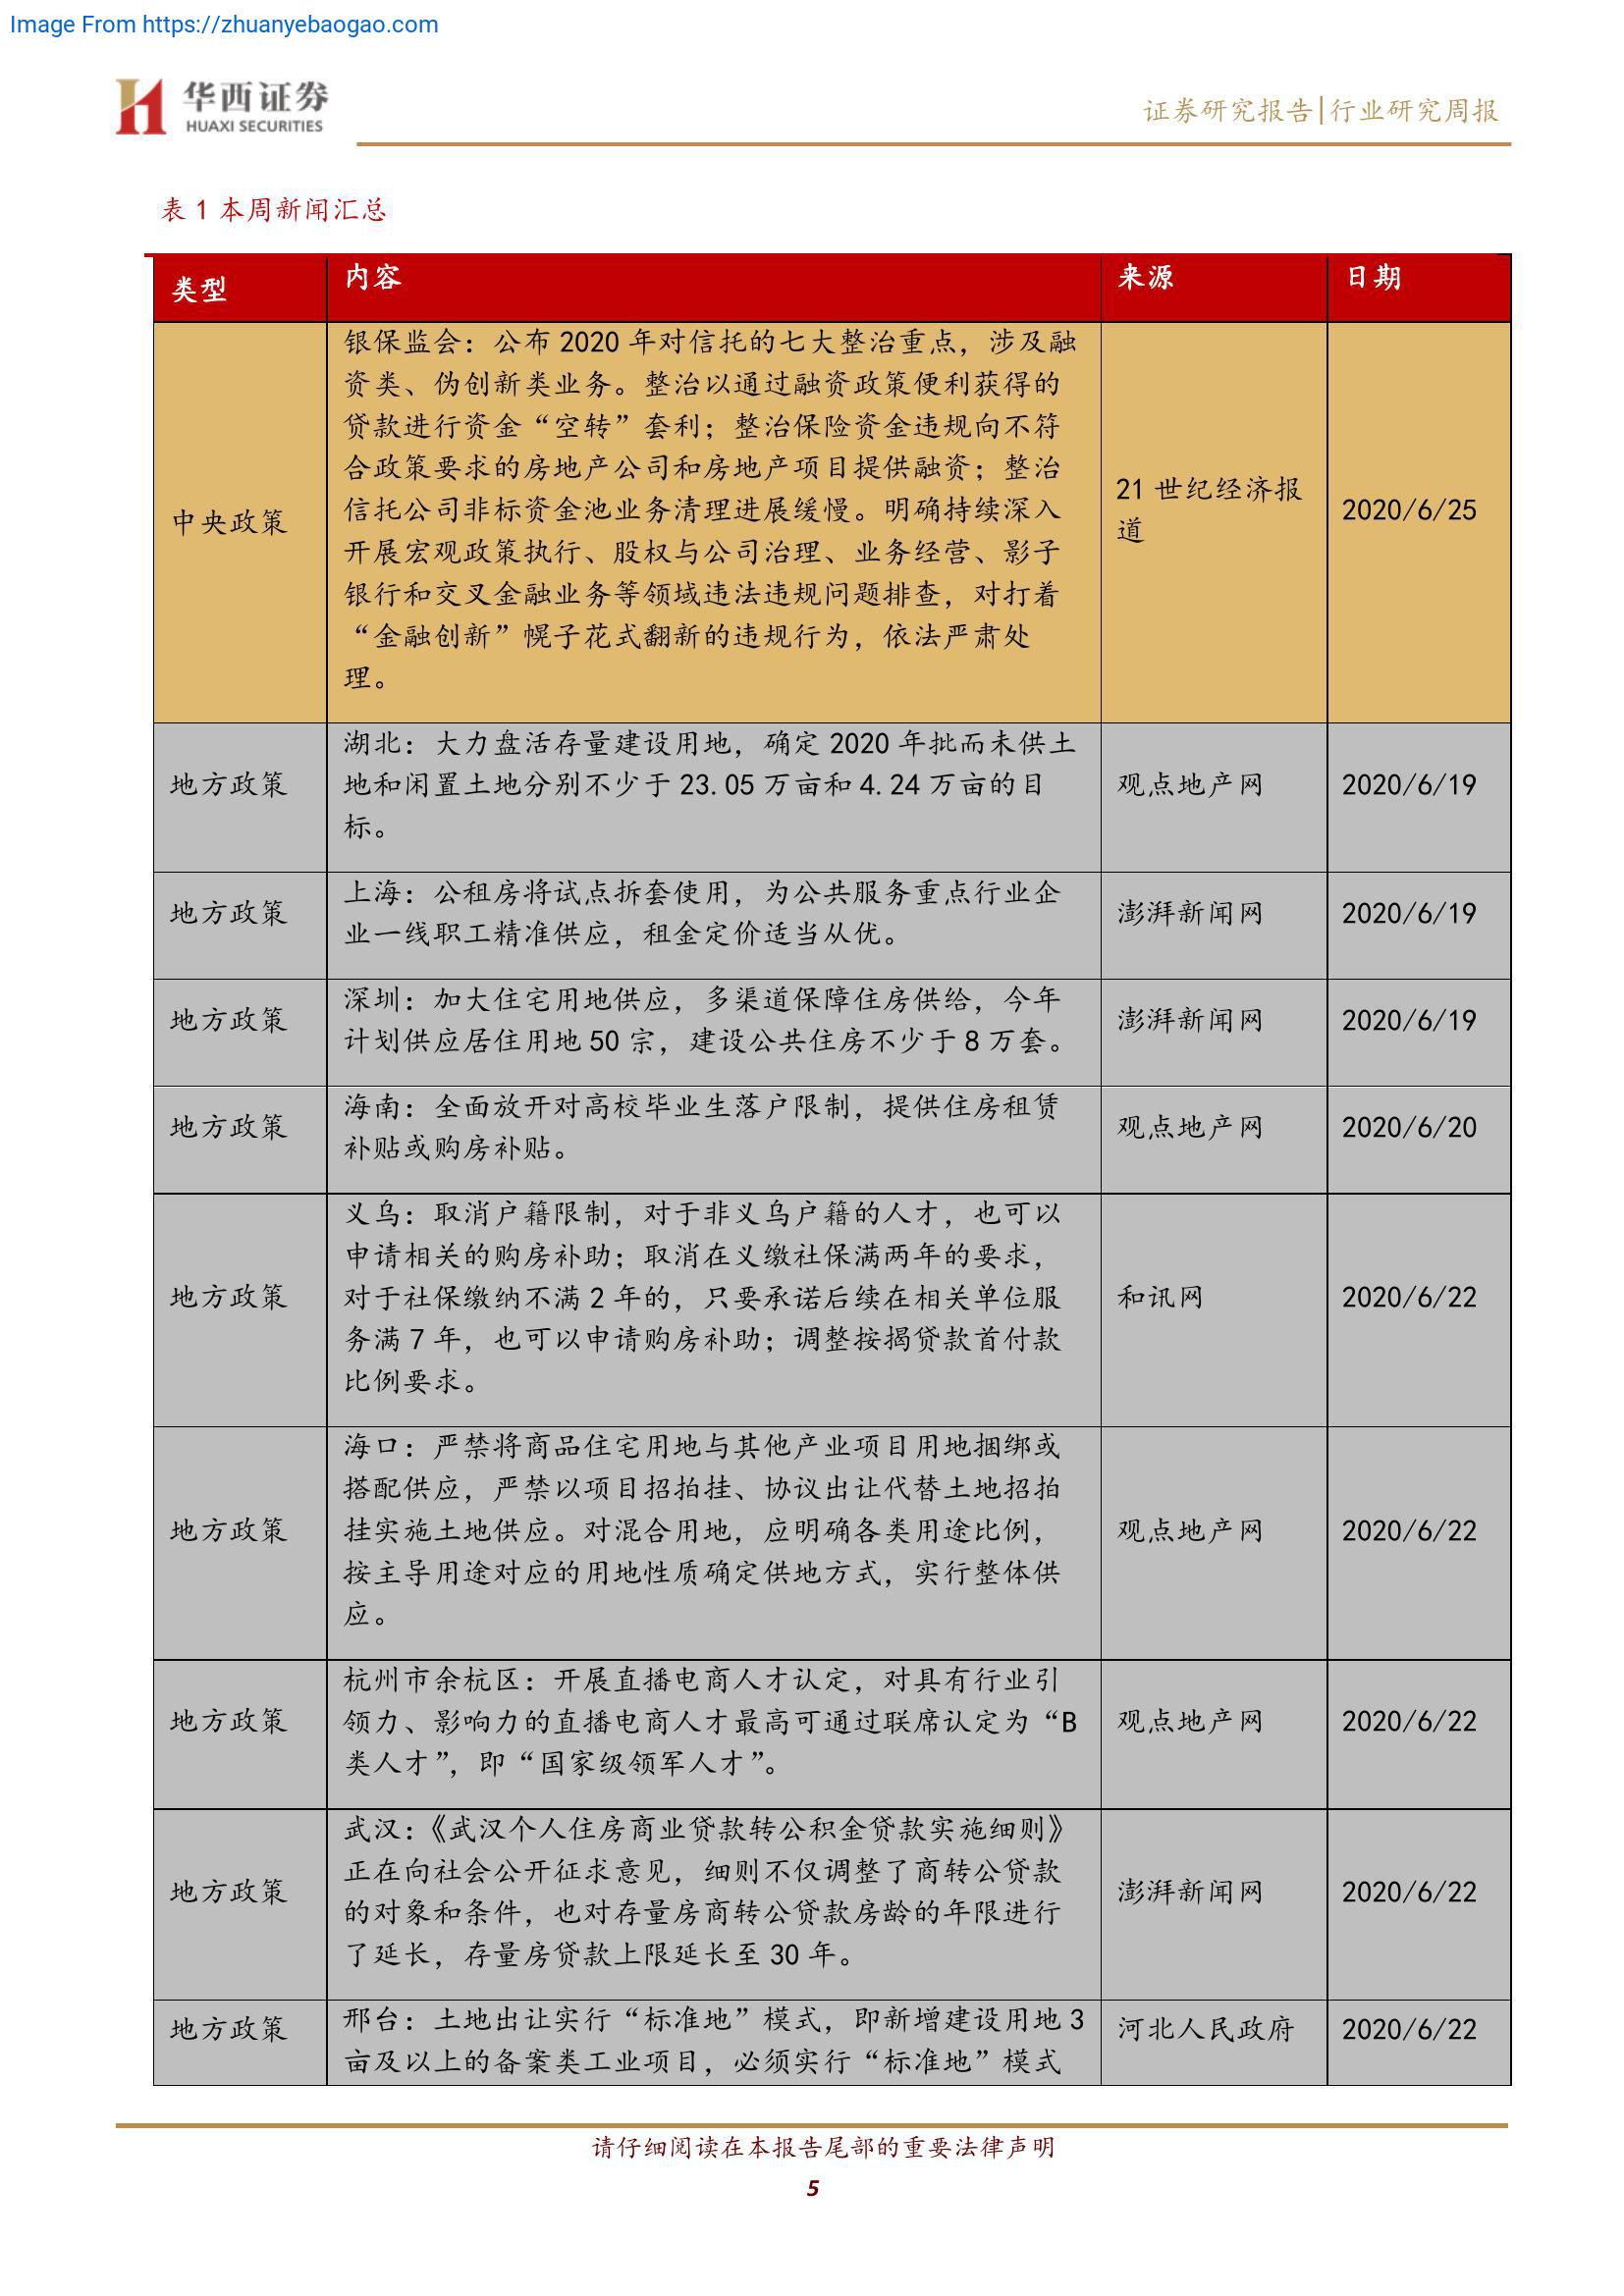 Image From https://zhuanyebaogao.com
华西证券
HUAXI SECURITIES
证券研究报告|行业研究周报
表 1 本周新闻汇总
类型
内容
来源
日期
中央政策
银保监会：公布 2020 年对信托的七大整治重点，涉及融
资类、伪创新类业务。整治以通过融资政策便利获得的
贷款进行资金“空转”套利；整治保险资金违规向不符
合政策要求的房地产公司和房地产项目提供融资；整治
信托公司非标资金池业务清理进展缓慢。明确持续深入
开展宏观政策执行、股权与公司治理、业务经营、影子
银行和交叉金融业务等领域违法违规问题排查，对打着
“金融创新”幌子花式翻新的违规行为，依法严肃处
理。
21 世纪经济报
道
2020/6/25
地方政策
湖北：大力盘活存量建设用地，确定 2020 年批而未供土
地和闲置土地分别不少于 23.05 万亩和 4.24 万亩的目
标。
观点地产网
2020/6/19
地方政策
上海：公租房将试点拆套使用，为公共服务重点行业企
业一线职工精准供应，租金定价适当从优。
澎湃新闻网
2020/6/19
地方政策
深圳：加大住宅用地供应，多渠道保障住房供给，今年
计划供应居住用地 50 宗，建设公共住房不少于 8 万套。
澎湃新闻网
2020/6/19
地方政策
海南：全面放开对高校毕业生落户限制，提供住房租赁
补贴或购房补贴。
观点地产网
2020/6/20
地方政策
义乌：取消户籍限制，对于非义乌户籍的人才，也可以
申请相关的购房补助；取消在义缴社保满两年的要求，
对于社保缴纳不满 2 年的，只要承诺后续在相关单位服
务满 7 年，也可以申请购房补助；调整按揭贷款首付款
比例要求。
和讯网
2020/6/22
地方政策
海口：严禁将商品住宅用地与其他产业项目用地捆绑或
搭配供应，严禁以项目招拍挂、协议出让代替土地招拍
挂实施土地供应。对混合用地，应明确各类用途比例，
按主导用途对应的用地性质确定供地方式，实行整体供
应。
观点地产网
2020/6/22
地方政策
杭州市余杭区：开展直播电商人才认定，对具有行业引
领力、影响力的直播电商人才最高可通过联席认定为“B
类人才”，即“国家级领军人才”。
观点地产网
2020/6/22
地方政策
武汉：《武汉个人住房商业贷款转公积金贷款实施细则》
正在向社会公开征求意见，细则不仅调整了商转公贷款
的对象和条件，也对存量房商转公贷款房龄的年限进行
了延长，存量房贷款上限延长至 30 年。
澎湃新闻网
2020/6/22
地方政策
邢台：土地出让实行“标准地”模式，即新增建设用地 3
亩及以上的备案类工业项目，必须实行“标准地”模式
河北人民政府
2020/6/22
请仔细阅读在本报告尾部的重要法律声明
5